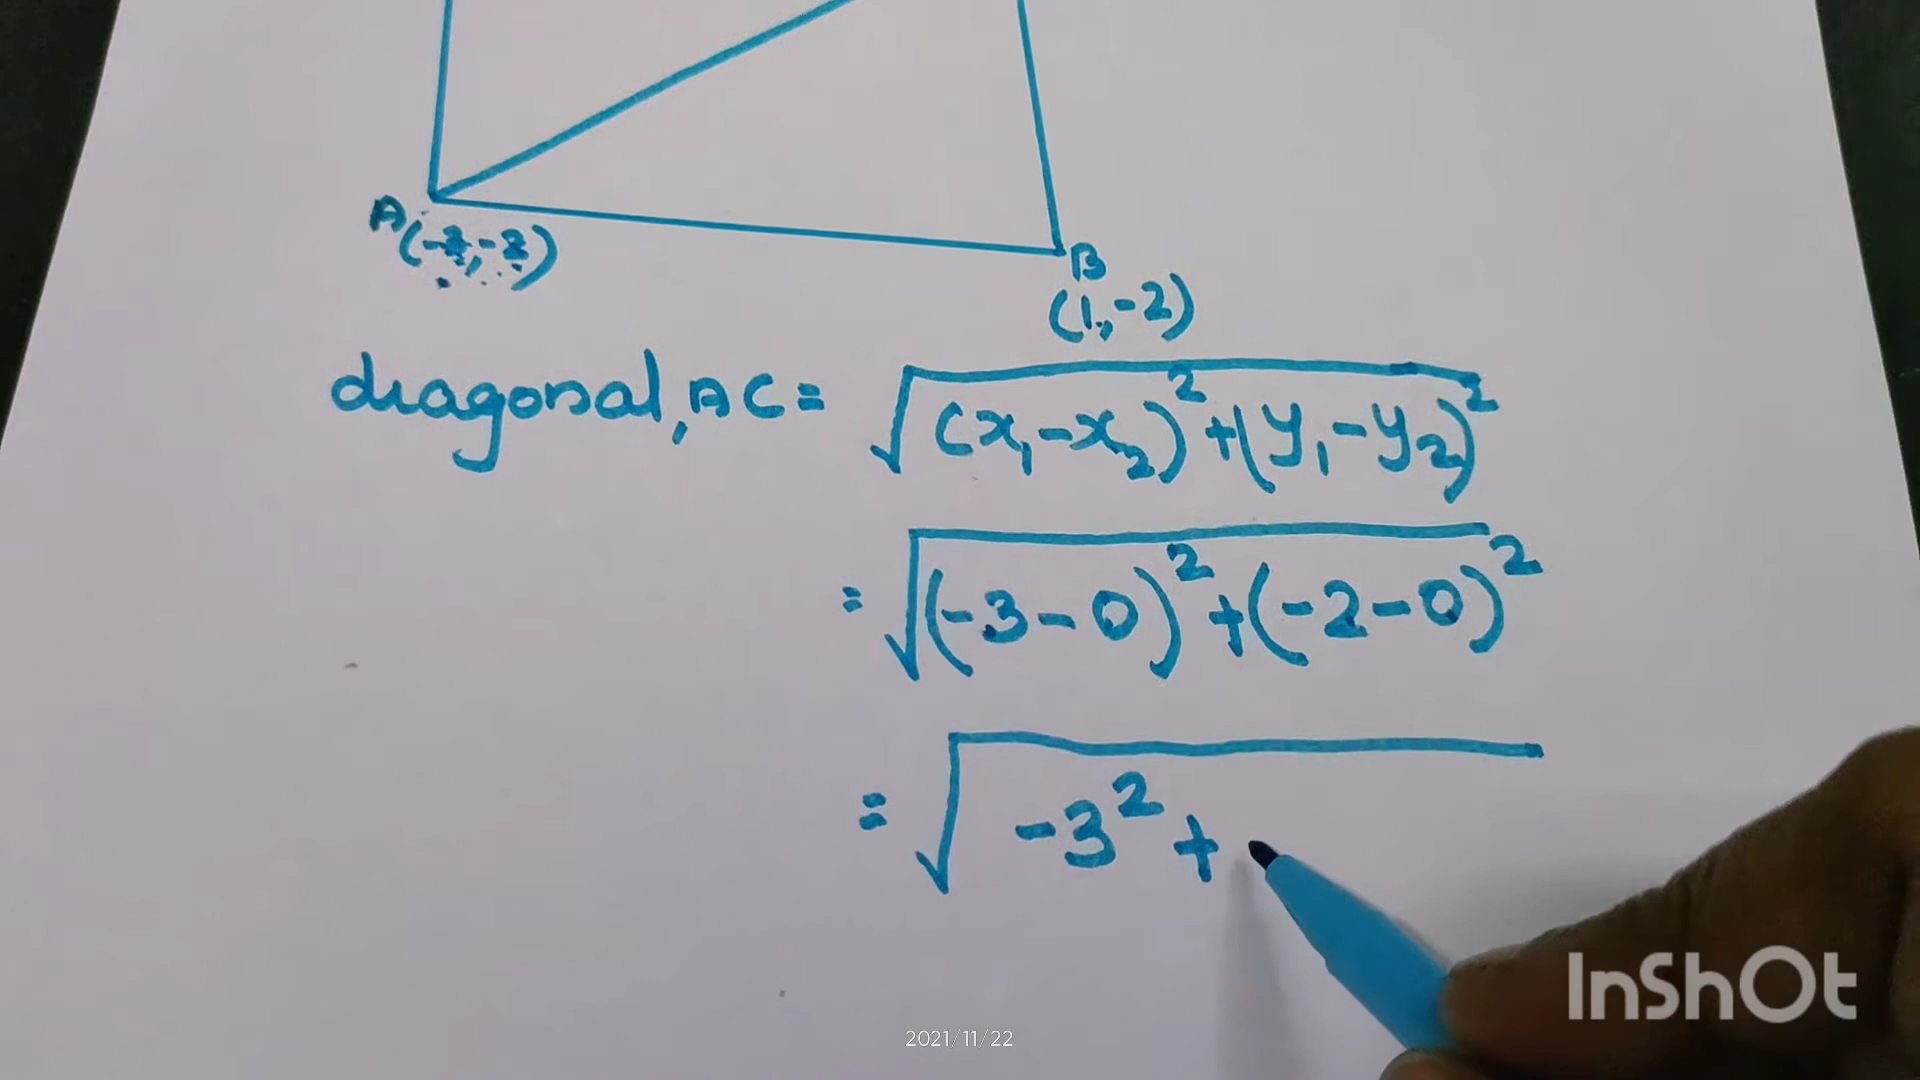 A
(-3,-2)
B
(1,-2)
diagonal, AC = √(x₁-x₂)²+(y₁-y₂)²
= √(-3-0)²+(-2-0)²
= √-3²+
InShOt
2021/11/22